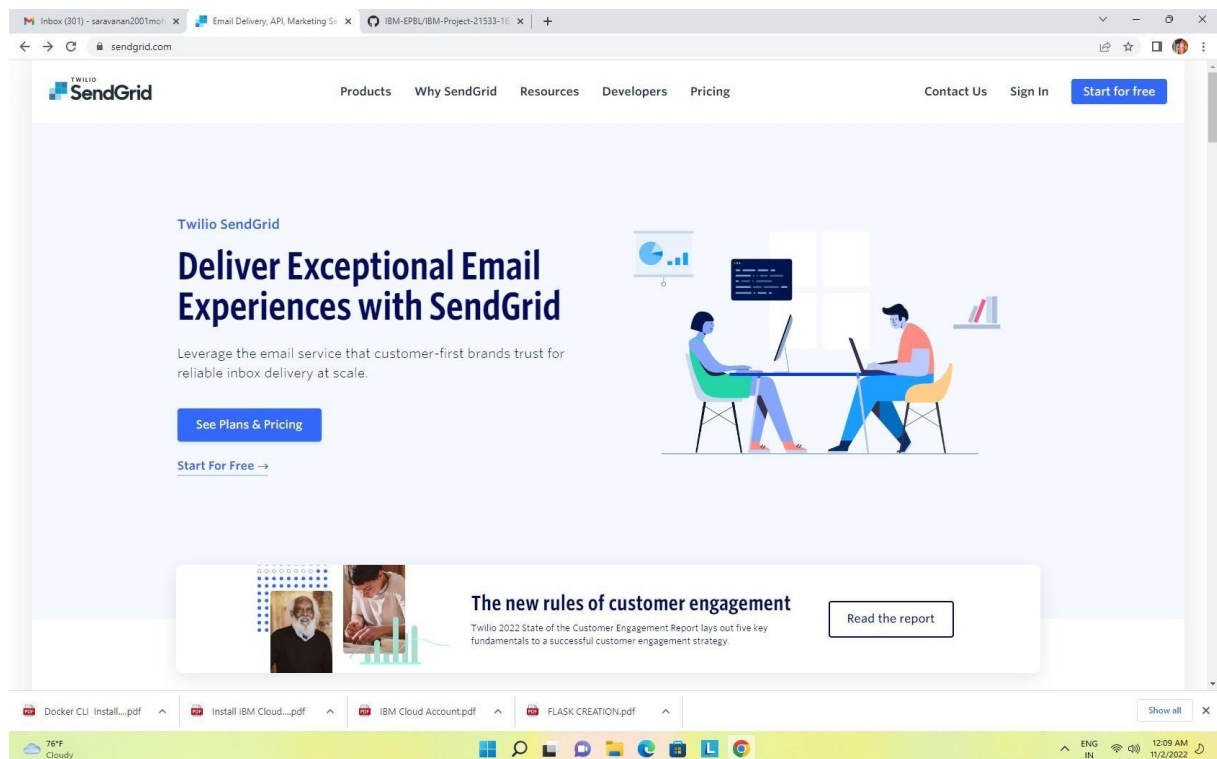 Inbox (301) - saravanan2001moh
Email Delivery, API, Marketing Se
IBM-EPBL/IBM-Project-21533-16
sendgrid.com
TWILIO
SendGrid
Products
Why SendGrid
Resources
Developers
Pricing
Contact Us
Sign In
Start for free
Twilio SendGrid
Deliver Exceptional Email
Experiences with SendGrid
Leverage the email service that customer-first brands trust for
reliable inbox delivery at scale.
See Plans & Pricing
Start For Free →
The new rules of customer engagement
Twilio 2022 State of the Customer Engagement Report lays out five key
fundamentals to a successful customer engagement strategy.
Read the report
Docker CLI Install....pdf
Install IBM Cloud....pdf
IBM Cloud Account.pdf
FLASK CREATION.pdf
Show all
76°F
Cloudy
ENG
IN
12:09 AM
11/2/2022